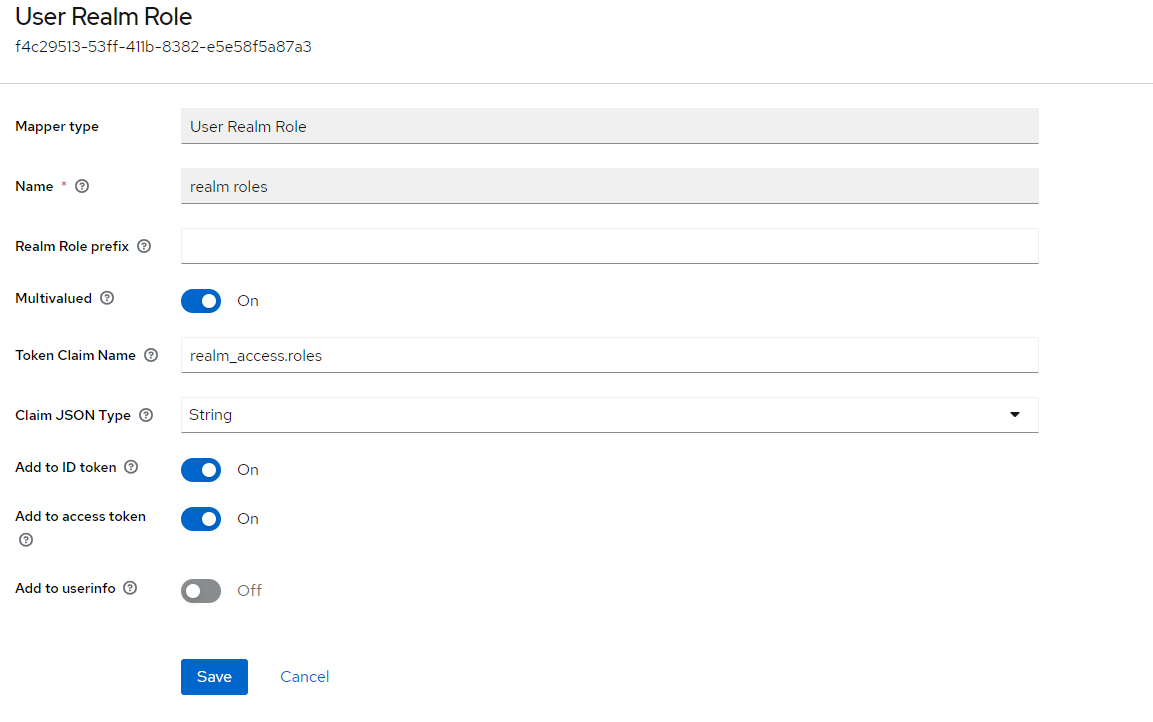 User Realm Role
f4c29513-53ff-411b-8382-e5e58f5a87a3
Mapper type
User Realm Role
Name *
realm roles
Realm Role prefix
Multivalued
On
Token Claim Name
realm_access.roles
Claim JSON Type
String
Add to ID token
On
Add to access token
On
Add to userinfo
Off
Save
Cancel